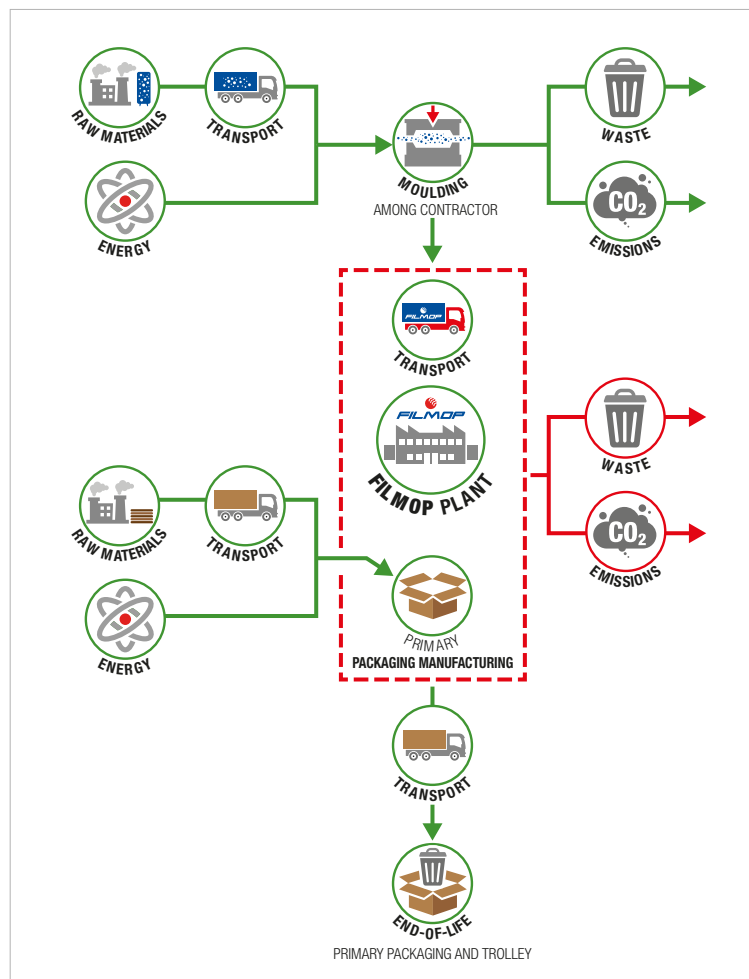 RAW MATERIALS
TRANSPORT
WASTE
MOULDING
AMONG CONTRACTOR
CO2
ENERGY
EMISSIONS
FILMOP
TRANSPORT
FILMOP
FILMOP PLANT
WASTE
RAW MATERIALS
TRANSPORT
CO2
EMISSIONS
ENERGY
PRIMARY
PACKAGING MANUFACTURING
TRANSPORT
END-OF-LIFE
PRIMARY PACKAGING AND TROLLEY